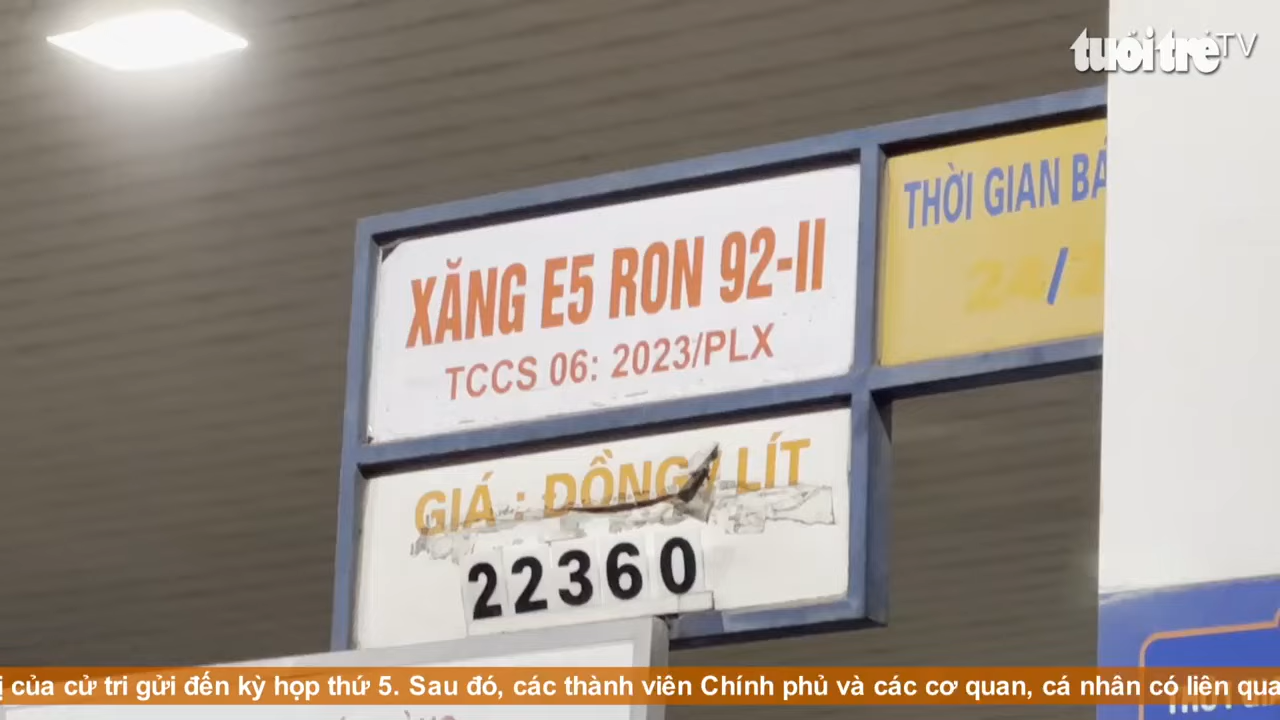 tuổi trẻ TV
THỜI GIAN BÁ
24/
XĂNG E5 RON 92-II
TCCS 06: 2023/PLX
GIÁ : ĐỒNG / LÍT
22360
ị của cử tri gửi đến kỳ họp thứ 5. Sau đó, các thành viên Chính phủ và các cơ quan, cá nhân có liên qua